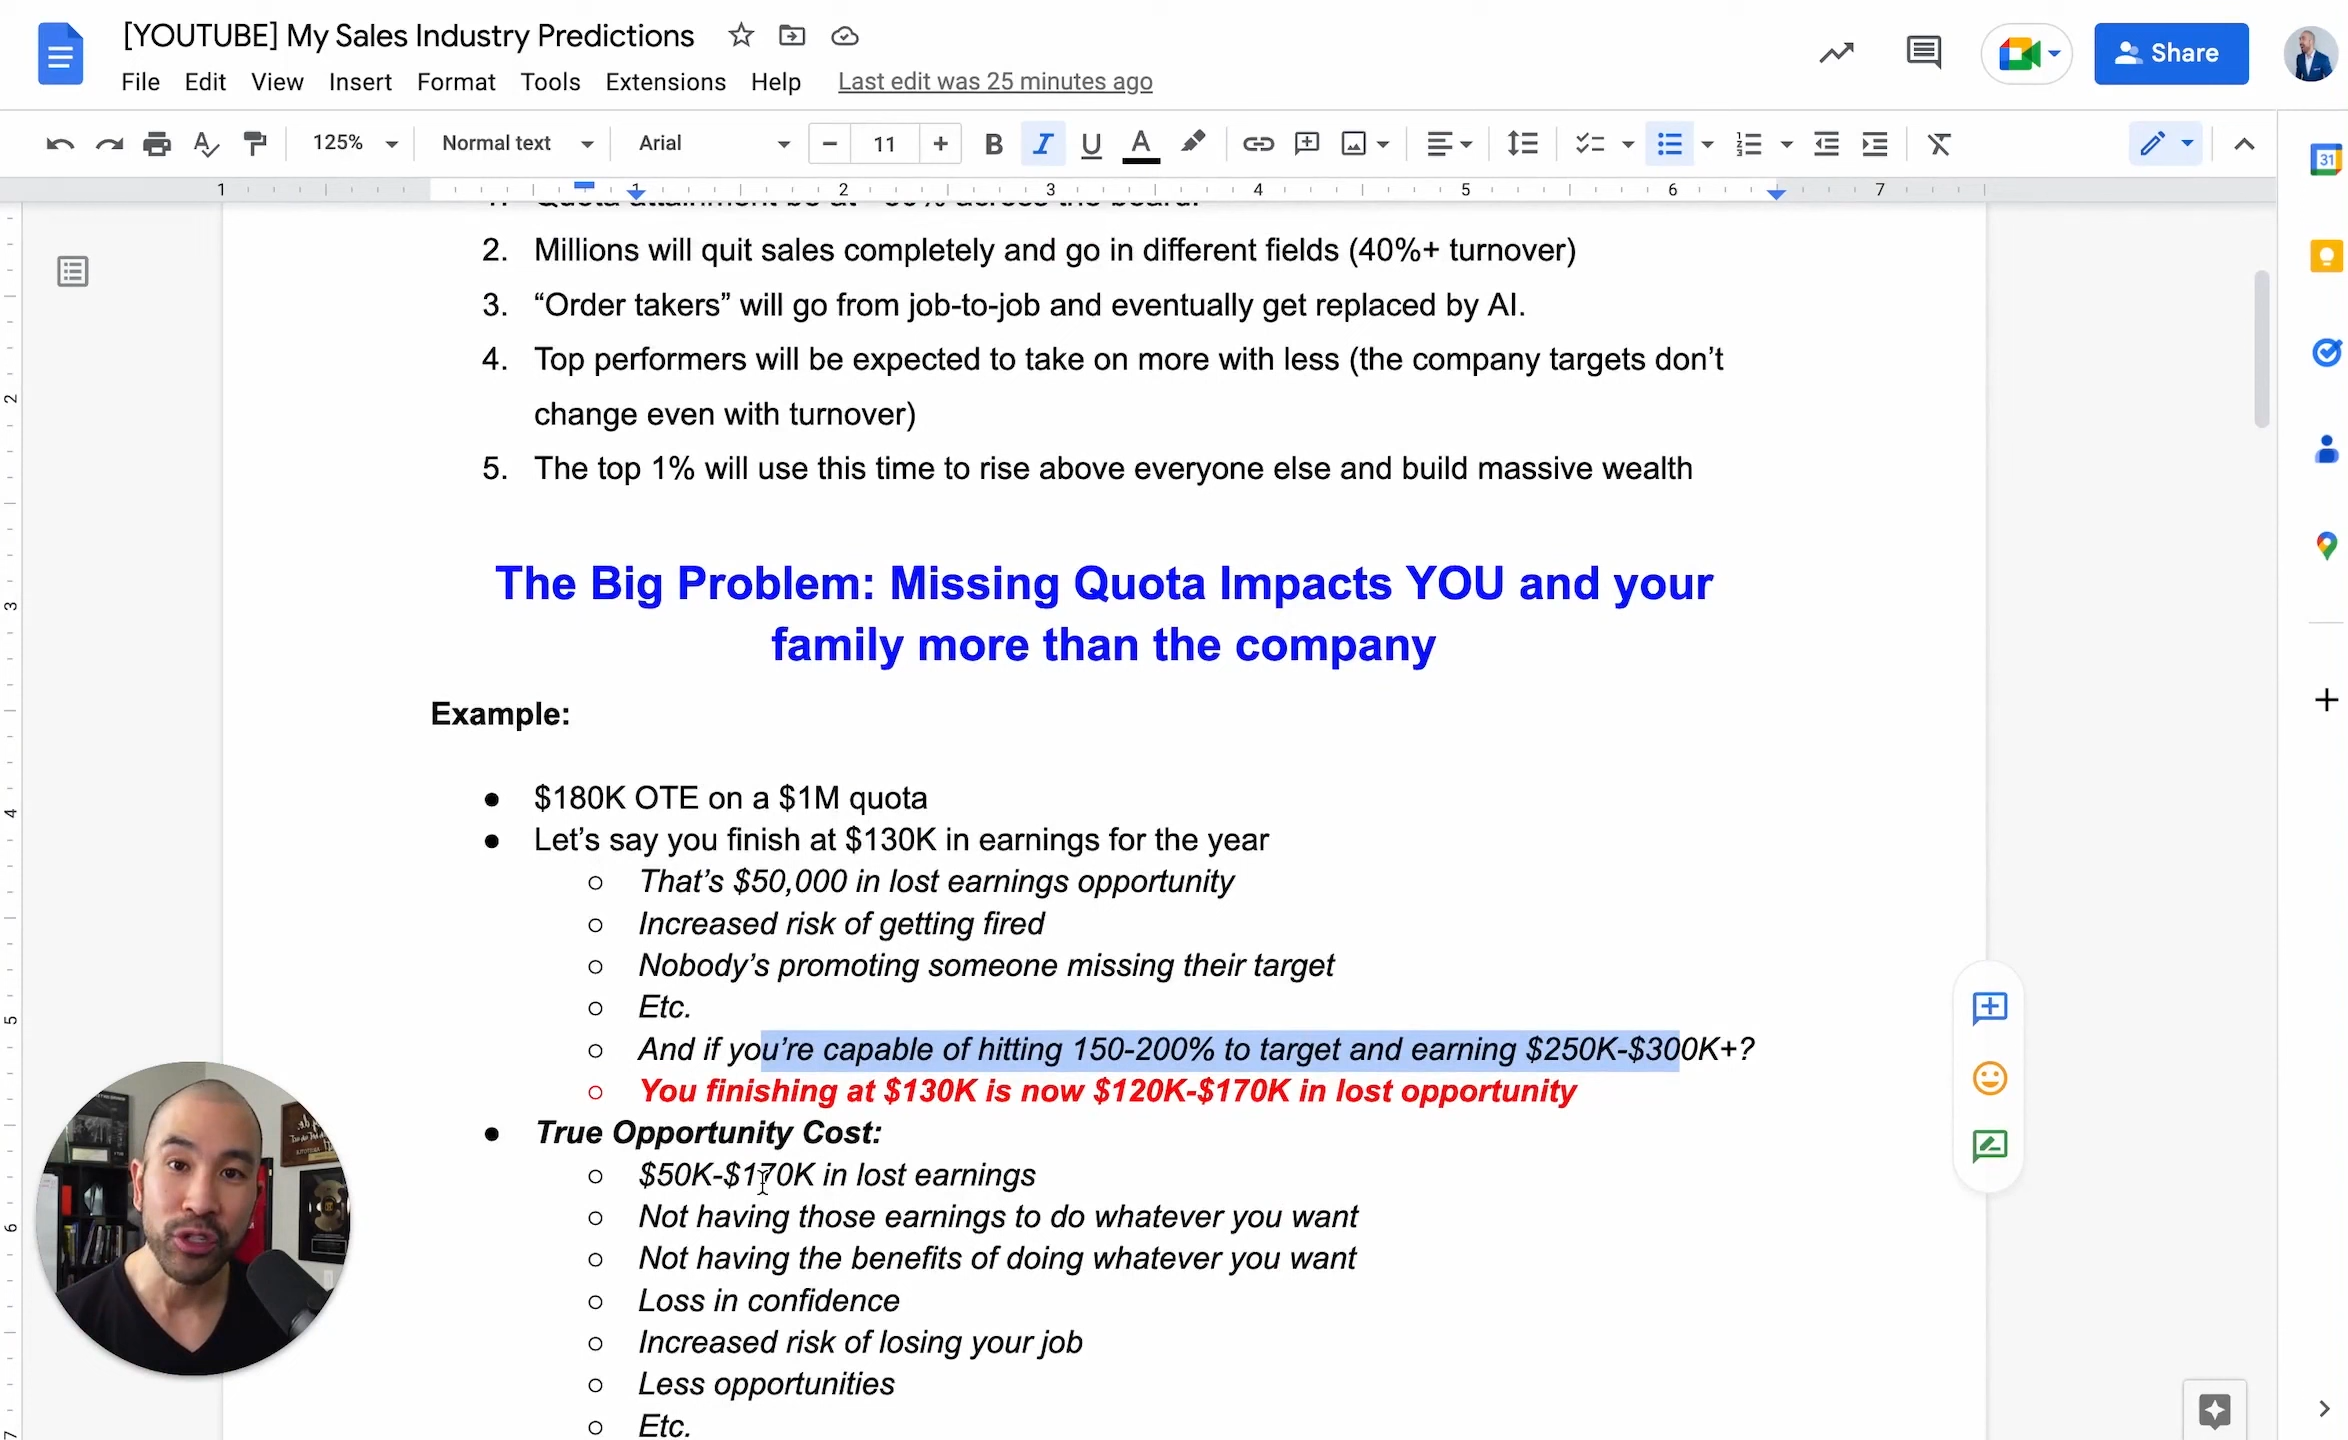 [YOUTUBE] My Sales Industry Predictions
File Edit View Insert Format Tools Extensions Help Last edit was 25 minutes ago
Share
125% Normal text Arial 11
1 1 2 3 4 5 6 7
2. Millions will quit sales completely and go in different fields (40%+ turnover)
3. “Order takers” will go from job-to-job and eventually get replaced by AI.
4. Top performers will be expected to take on more with less (the company targets don’t
change even with turnover)
5. The top 1% will use this time to rise above everyone else and build massive wealth
The Big Problem: Missing Quota Impacts YOU and your
family more than the company
Example:
● $180K OTE on a $1M quota
● Let’s say you finish at $130K in earnings for the year
○ That’s $50,000 in lost earnings opportunity
○ Increased risk of getting fired
○ Nobody’s promoting someone missing their target
○ Etc.
○ And if you’re capable of hitting 150-200% to target and earning $250K-$300K+?
○ You finishing at $130K is now $120K-$170K in lost opportunity
● True Opportunity Cost:
○ $50K-$170K in lost earnings
○ Not having those earnings to do whatever you want
○ Not having the benefits of doing whatever you want
○ Loss in confidence
○ Increased risk of losing your job
○ Less opportunities
○ Etc.